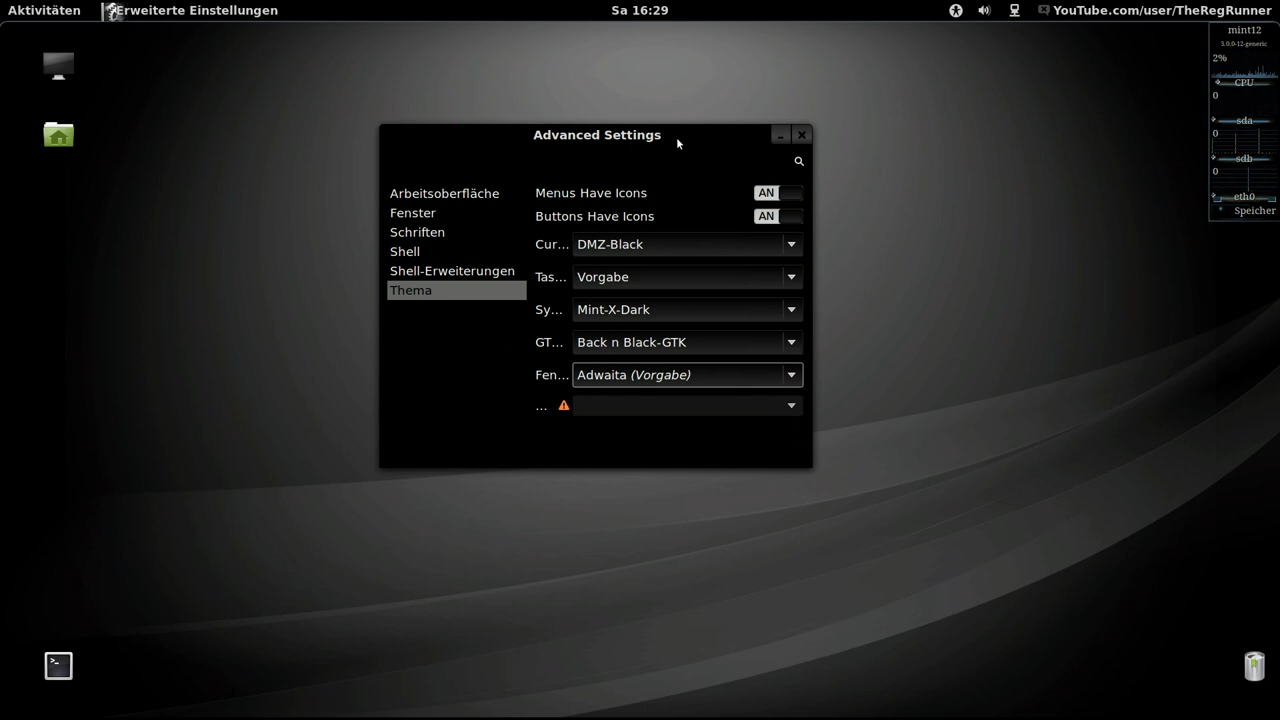 Aktivitäten
Erweiterte Einstellungen
Sa 16:29
YouTube.com/user/TheRegRunner
mint12
3.0.0-12-generic
2%
CPU
0
sda
0
sdb
0
eth0
Speicher
Advanced Settings
Arbeitsoberfläche
Fenster
Schriften
Shell
Shell-Erweiterungen
Thema
Menus Have Icons AN
Buttons Have Icons AN
Cur... DMZ-Black
Tas... Vorgabe
Sy... Mint-X-Dark
GT... Back n Black-GTK
Fen... Adwaita (Vorgabe)
...
>_